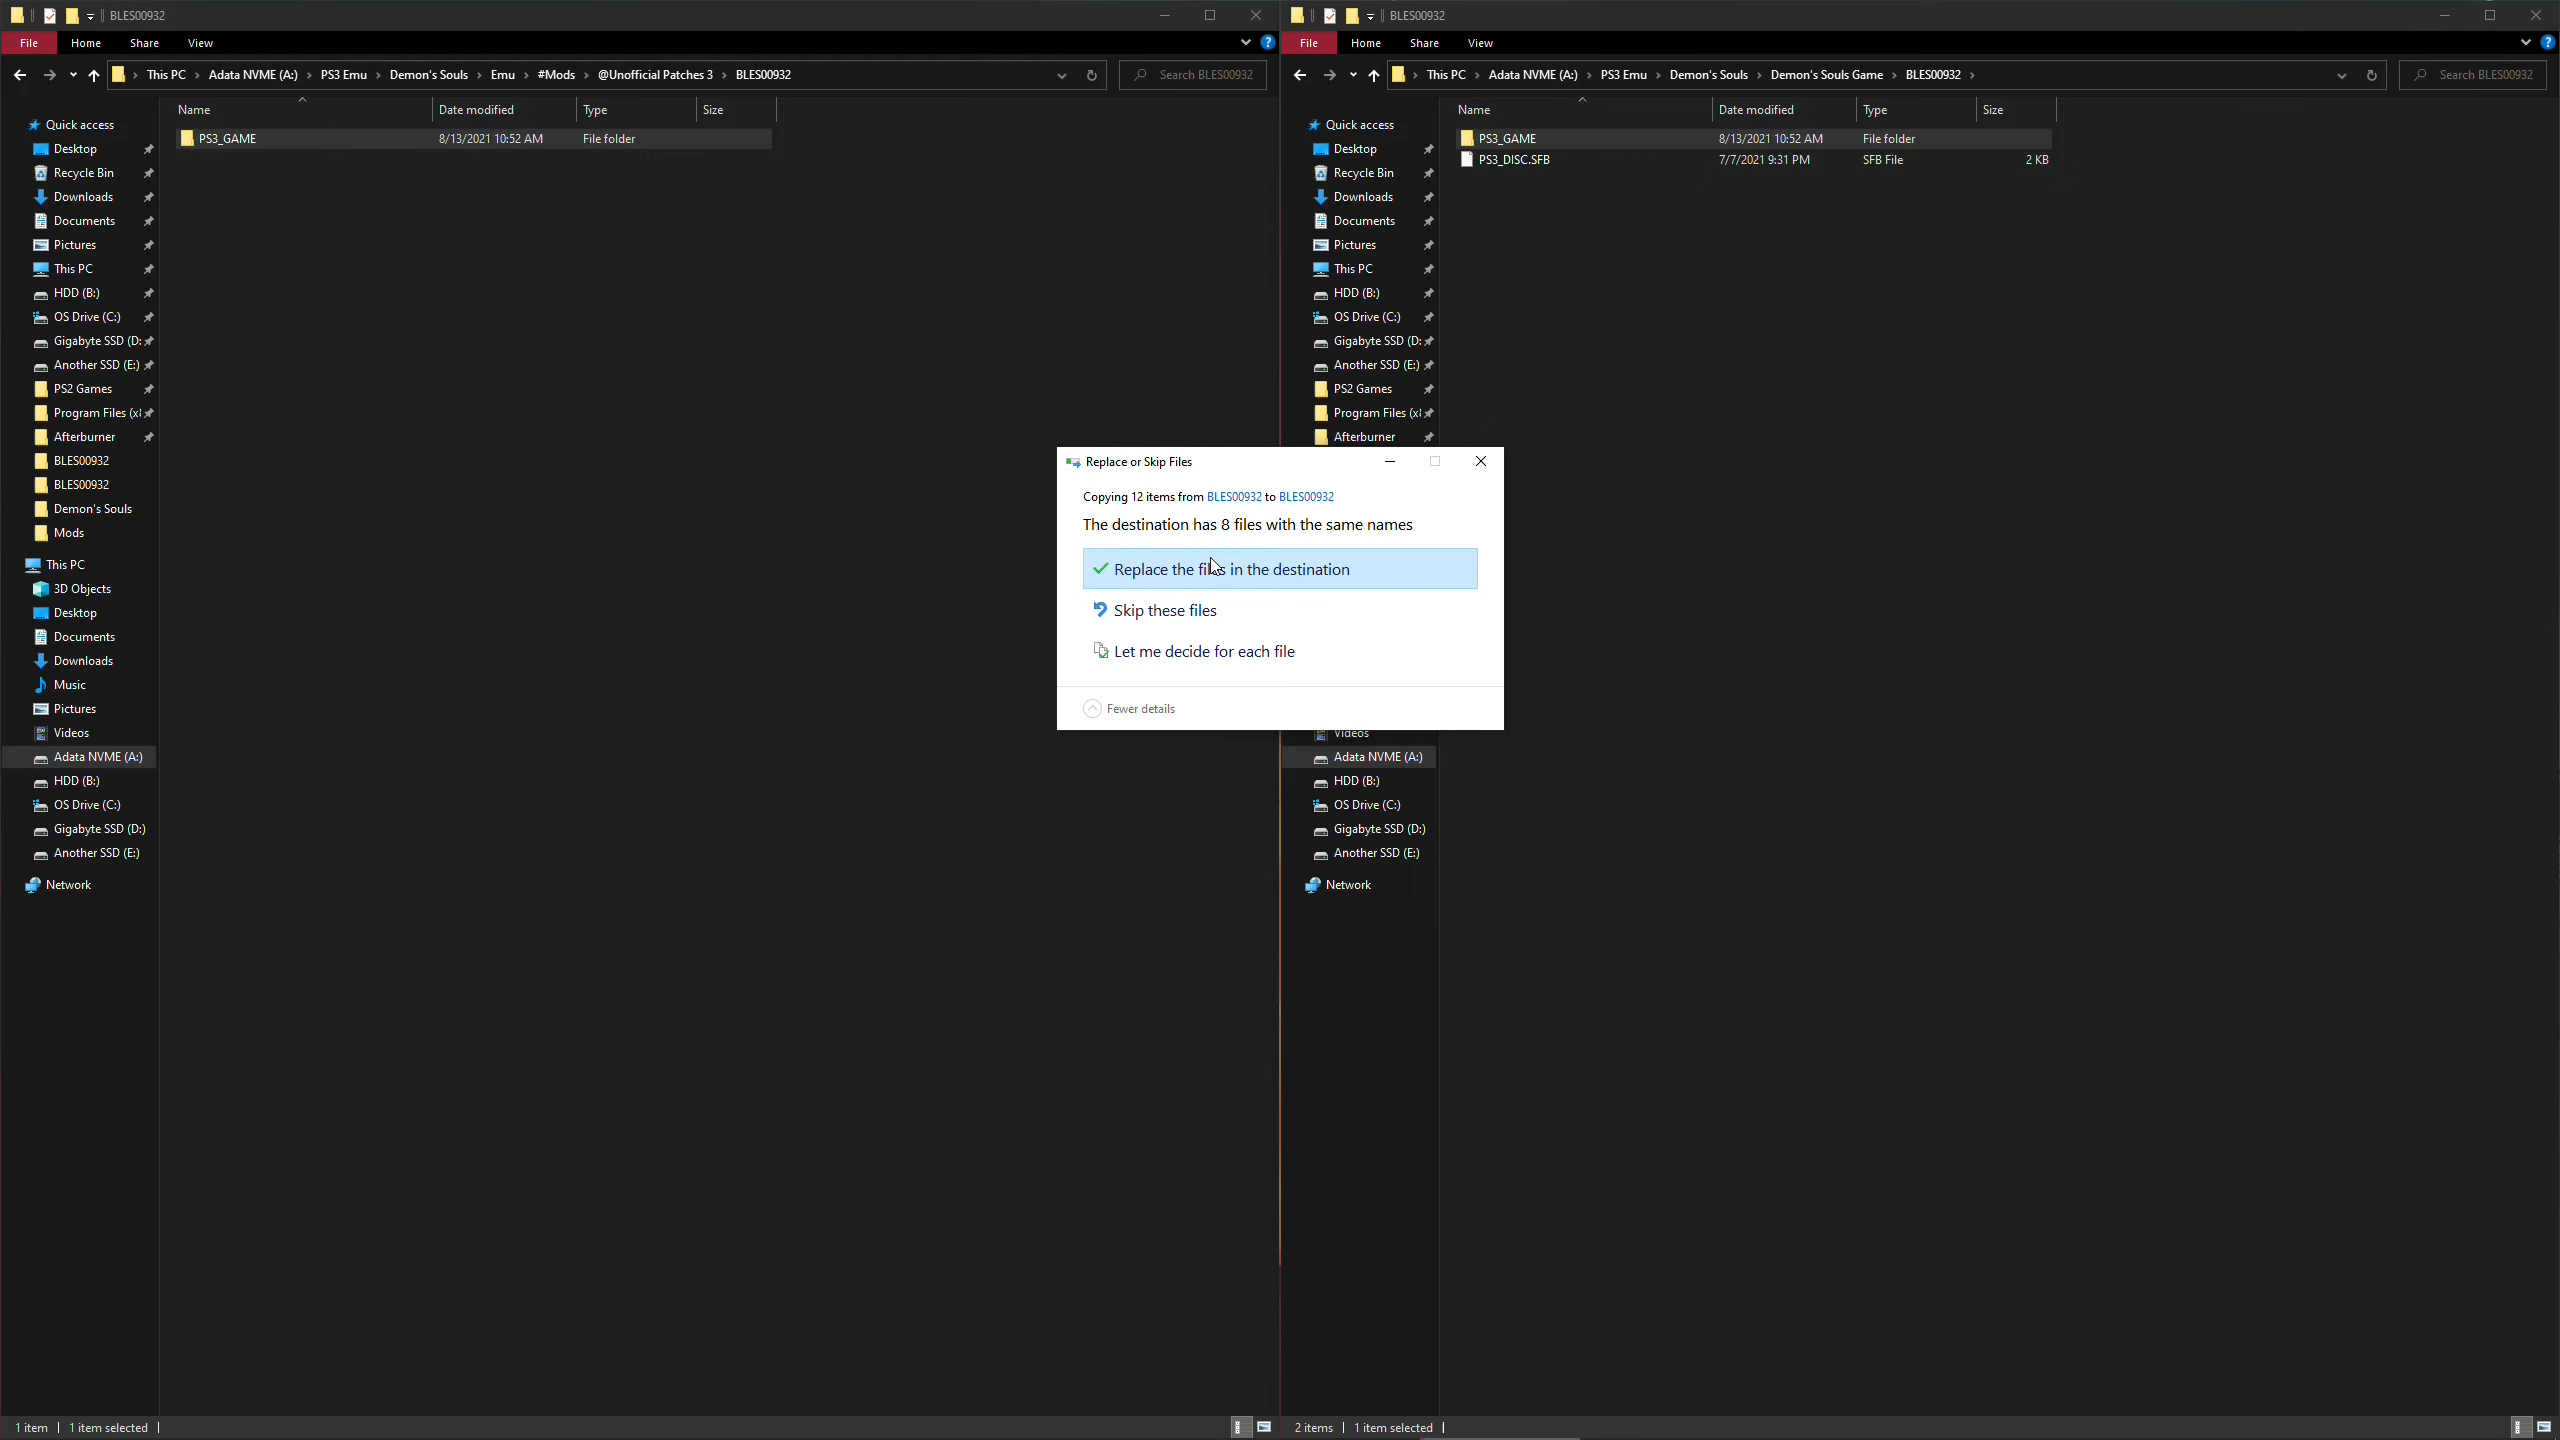 BLES00932
File Home Share View
This PC Adata NVME (A:) PS3 Emu Demon's Souls Emu #Mods @Unofficial Patches 3 BLES00932
Search BLES00932
Name Date modified Type Size
PS3_GAME 8/13/2021 10:52 AM File folder
Quick access
Desktop
Recycle Bin
Downloads
Documents
Pictures
This PC
HDD (B:)
OS Drive (C:)
Gigabyte SSD (D:
Another SSD (E:)
PS2 Games
Program Files (x
Afterburner
BLES00932
BLES00932
Demon's Souls
Mods
This PC
3D Objects
Desktop
Documents
Downloads
Music
Pictures
Videos
Adata NVME (A:)
HDD (B:)
OS Drive (C:)
Gigabyte SSD (D:)
Another SSD (E:)
Network
1 item 1 item selected
BLES00932
File Home Share View
This PC Adata NVME (A:) PS3 Emu Demon's Souls Demon's Souls Game BLES00932
Search BLES00932
Name Date modified Type Size
PS3_GAME 8/13/2021 10:52 AM File folder
PS3_DISC.SFB 7/7/2021 9:31 PM SFB File 2 KB
Quick access
Desktop
Recycle Bin
Downloads
Documents
Pictures
This PC
HDD (B:)
OS Drive (C:)
Gigabyte SSD (D:
Another SSD (E:)
PS2 Games
Program Files (x
Afterburner
Videos
Adata NVME (A:)
HDD (B:)
OS Drive (C:)
Gigabyte SSD (D:)
Another SSD (E:)
Network
2 items 1 item selected
Replace or Skip Files
Copying 12 items from BLES00932 to BLES00932
The destination has 8 files with the same names
Replace the files in the destination
Skip these files
Let me decide for each file
Fewer details